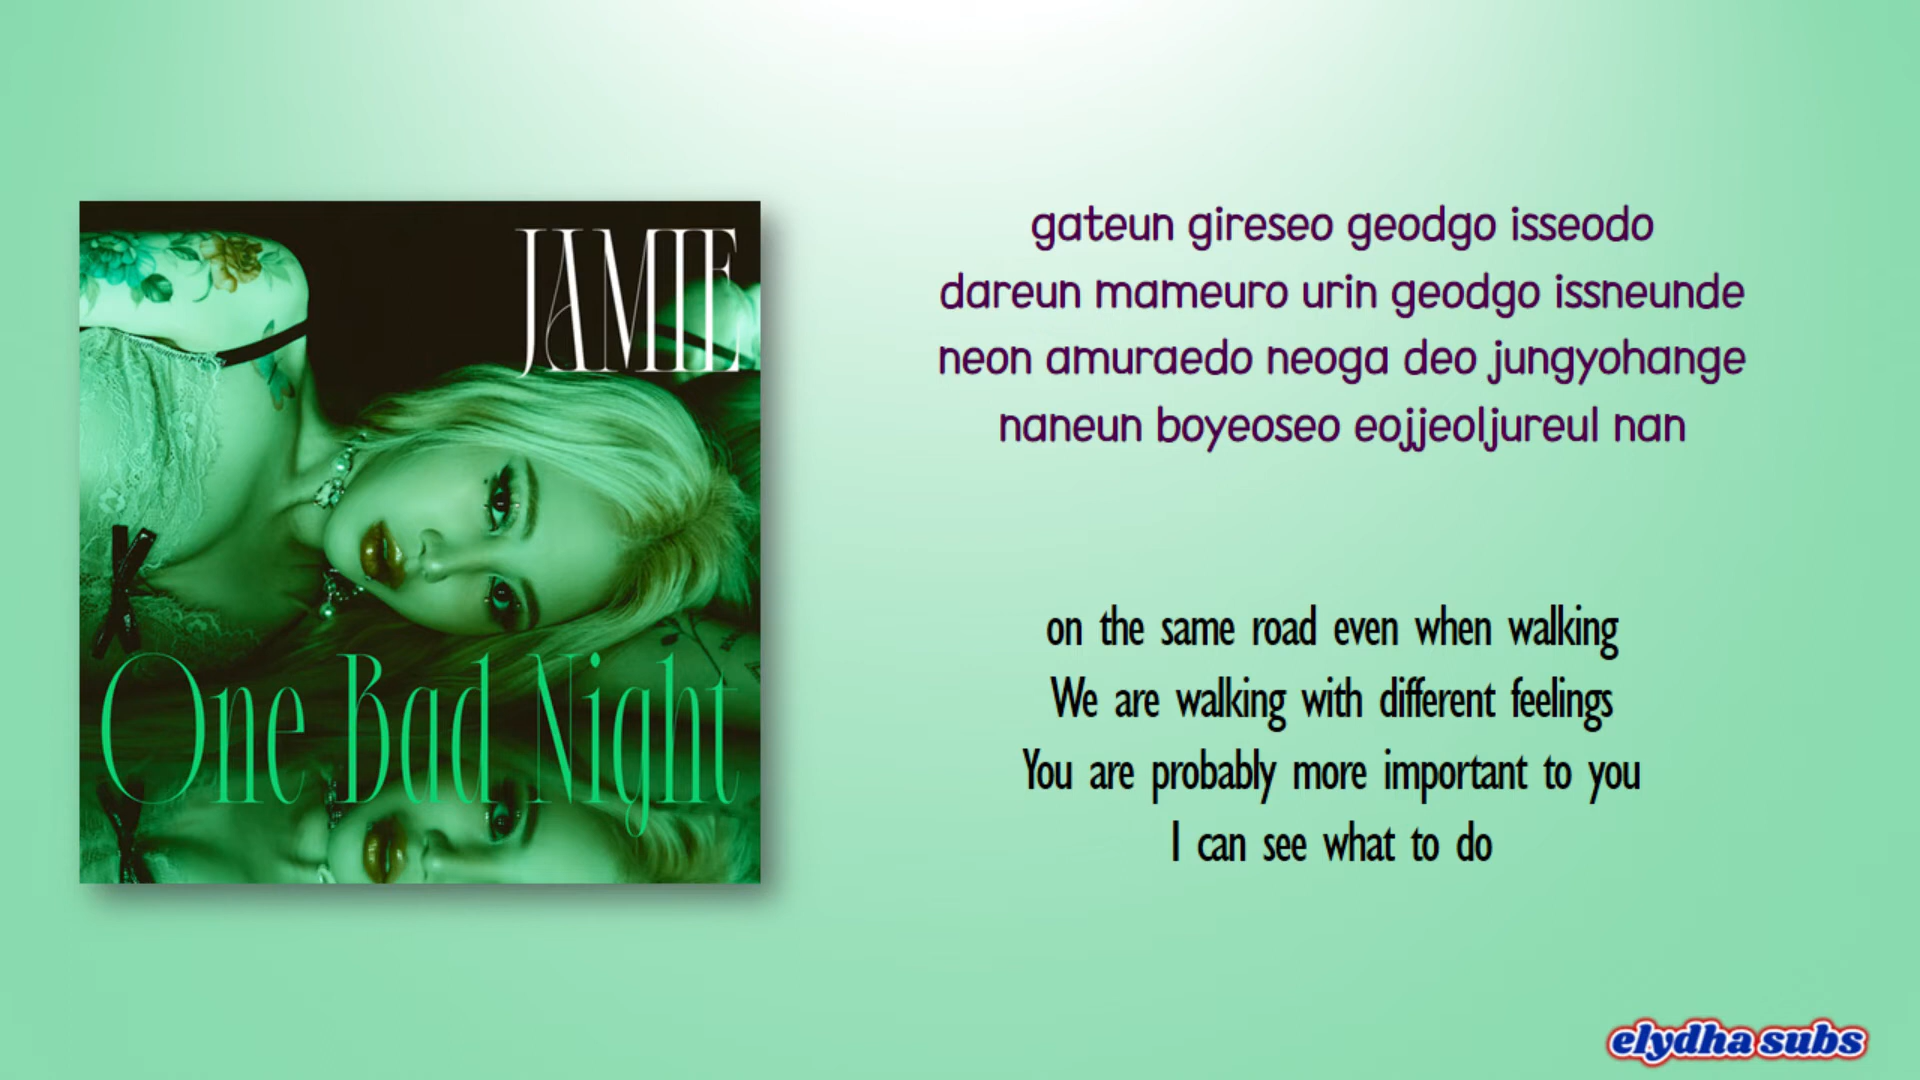 JAMIE
One Bad Night
gateun gireseo geodgo isseodo
dareun mameuro urin geodgo issneunde
neon amuraedo neoga deo jungyohange
naneun boyeoseo eojjeoljureul nan
on the same road even when walking
We are walking with different feelings
You are probably more important to you
I can see what to do
elydha subs